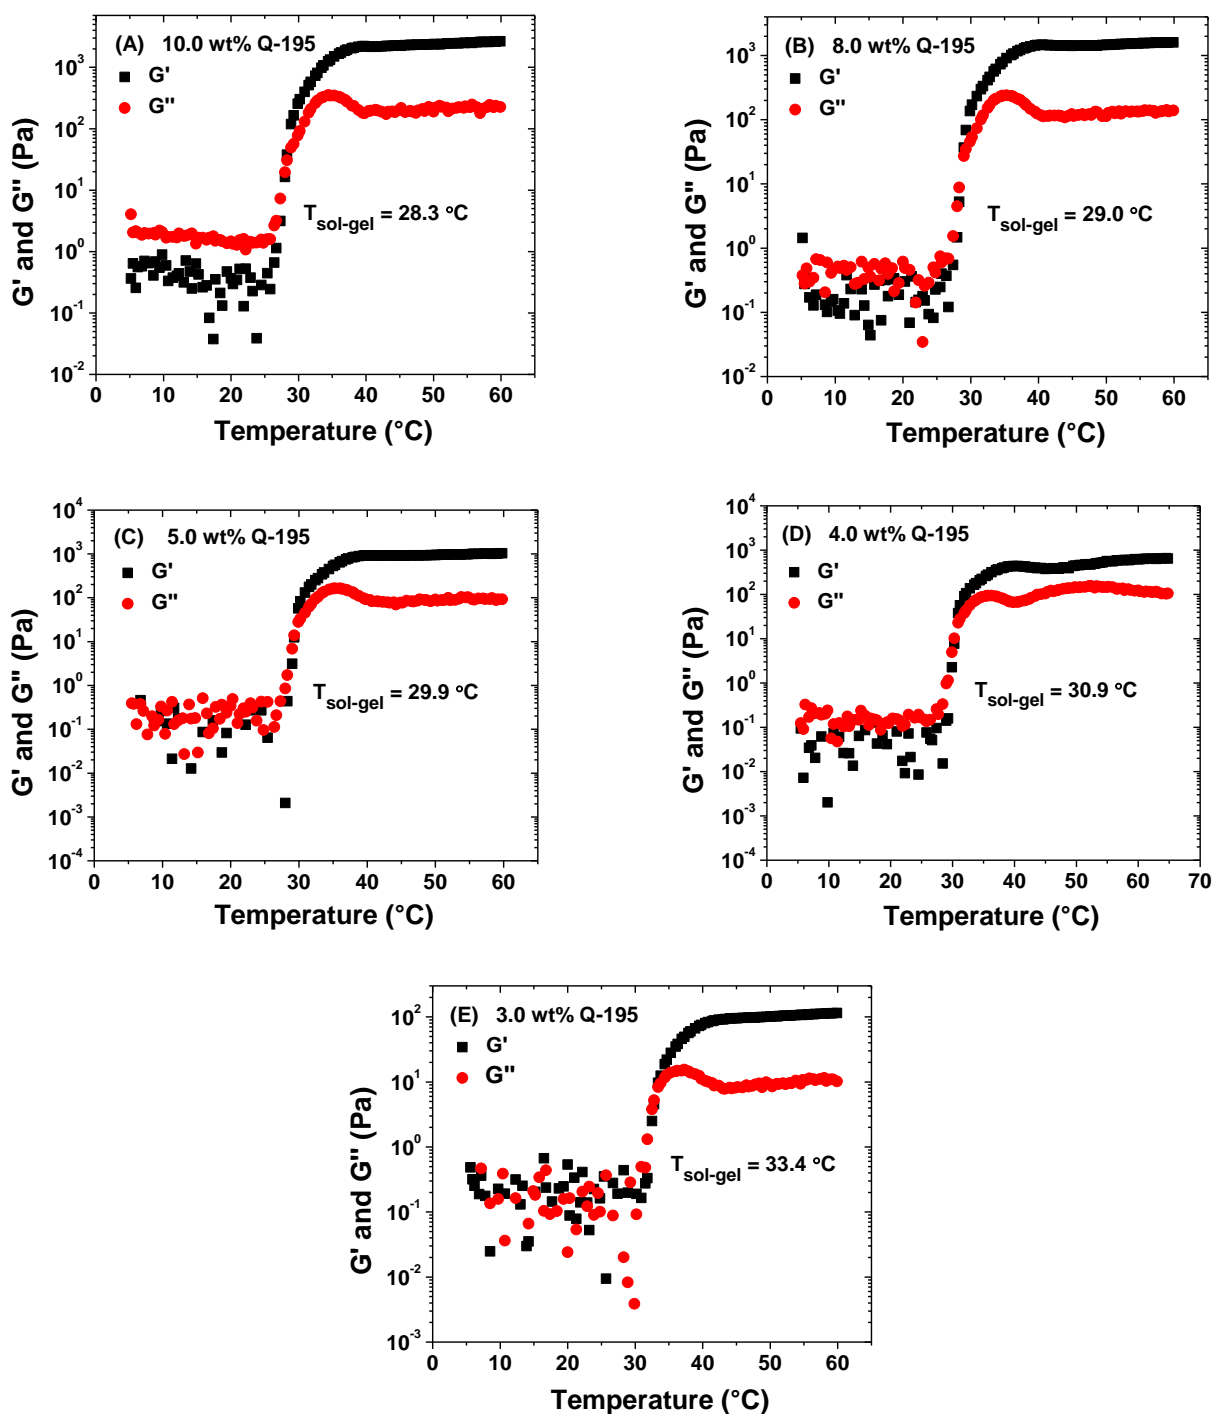 (A) 10.0 wt% Q-195
G'
G''
T_sol-gel = 28.3 °C
10^3
10^2
10^1
10^0
10^-1
10^-2
0 10 20 30 40 50 60
G' and G'' (Pa)
Temperature (°C)
(B) 8.0 wt% Q-195
G'
G''
T_sol-gel = 29.0 °C
10^3
10^2
10^1
10^0
10^-1
10^-2
0 10 20 30 40 50 60
G' and G'' (Pa)
Temperature (°C)
(C) 5.0 wt% Q-195
G'
G''
T_sol-gel = 29.9 °C
10^4
10^3
10^2
10^1
10^0
10^-1
10^-2
10^-3
10^-4
0 10 20 30 40 50 60
G' and G'' (Pa)
Temperature (°C)
(D) 4.0 wt% Q-195
G'
G''
T_sol-gel = 30.9 °C
10^4
10^3
10^2
10^1
10^0
10^-1
10^-2
10^-3
10^-4
0 10 20 30 40 50 60 70
G' and G'' (Pa)
Temperature (°C)
(E) 3.0 wt% Q-195
G'
G''
T_sol-gel = 33.4 °C
10^2
10^1
10^0
10^-1
10^-2
10^-3
0 10 20 30 40 50 60
G' and G'' (Pa)
Temperature (°C)